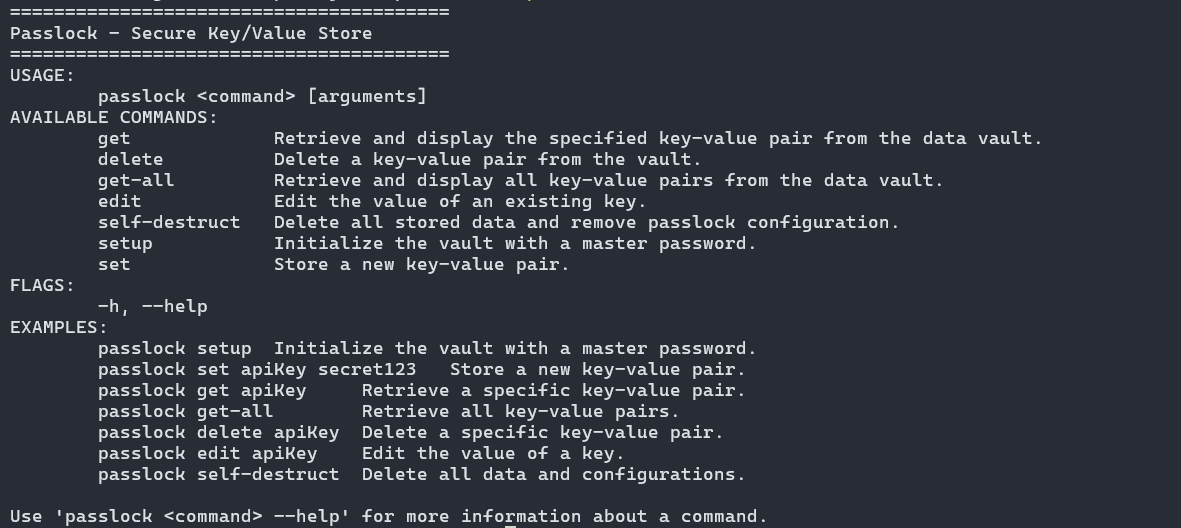 ========================================
Passlock - Secure Key/Value Store
========================================
USAGE:
        passlock <command> [arguments]
AVAILABLE COMMANDS:
        get             Retrieve and display the specified key-value pair from the data vault.
        delete          Delete a key-value pair from the vault.
        get-all         Retrieve and display all key-value pairs from the data vault.
        edit            Edit the value of an existing key.
        self-destruct   Delete all stored data and remove passlock configuration.
        setup           Initialize the vault with a master password.
        set             Store a new key-value pair.
FLAGS:
        -h, --help
EXAMPLES:
        passlock setup  Initialize the vault with a master password.
        passlock set apiKey secret123   Store a new key-value pair.
        passlock get apiKey     Retrieve a specific key-value pair.
        passlock get-all        Retrieve all key-value pairs.
        passlock delete apiKey  Delete a specific key-value pair.
        passlock edit apiKey    Edit the value of a key.
        passlock self-destruct  Delete all data and configurations.

Use 'passlock <command> --help' for more information about a command.